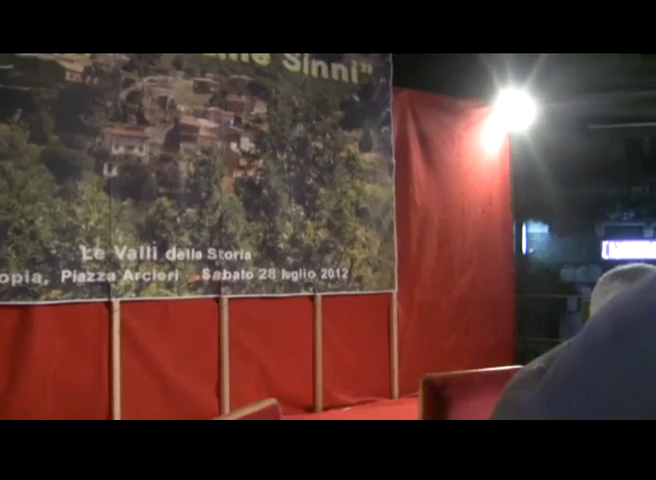 Sinni"
Le Valli della Storia
opia, Piazza Arcieri Sabato 28 luglio 2012